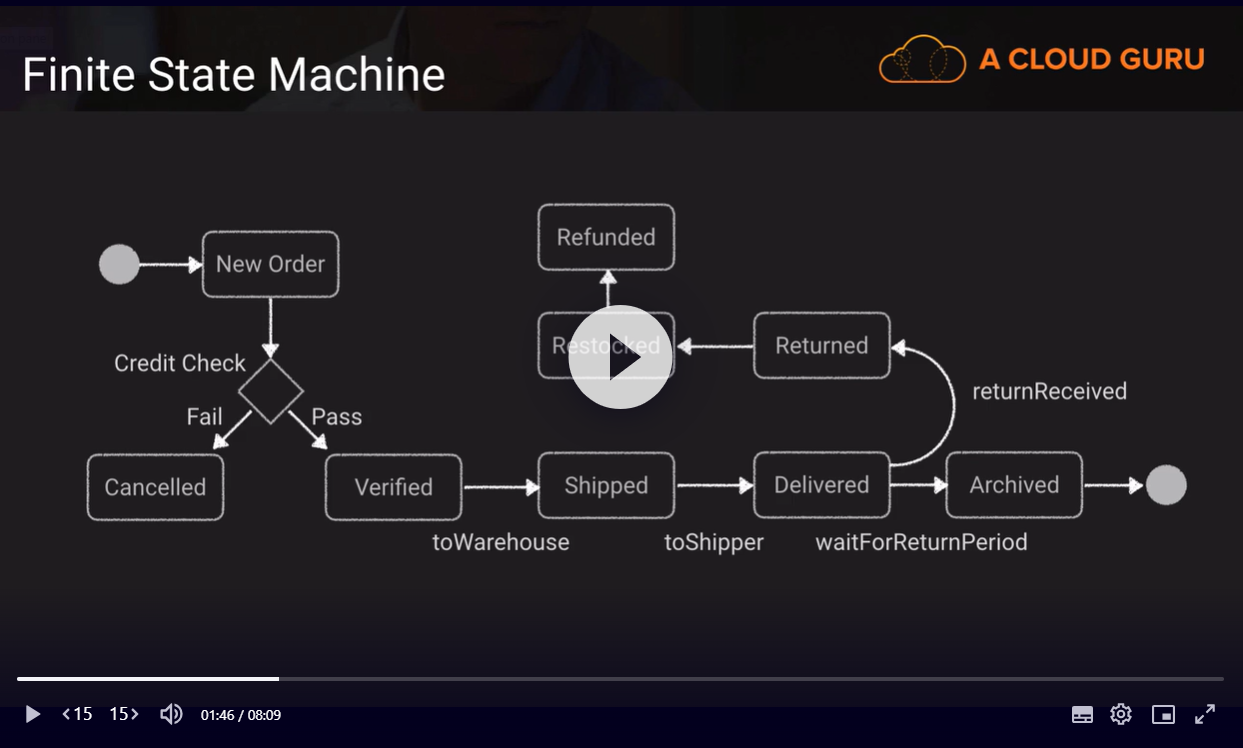 Finite State Machine
A CLOUD GURU
Refunded
New Order
Restocked
Returned
Credit Check
returnReceived
Fail
Pass
Cancelled
Verified
Shipped
Delivered
Archived
toWarehouse
toShipper
waitForReturnPeriod
15
15
01:46 / 08:09